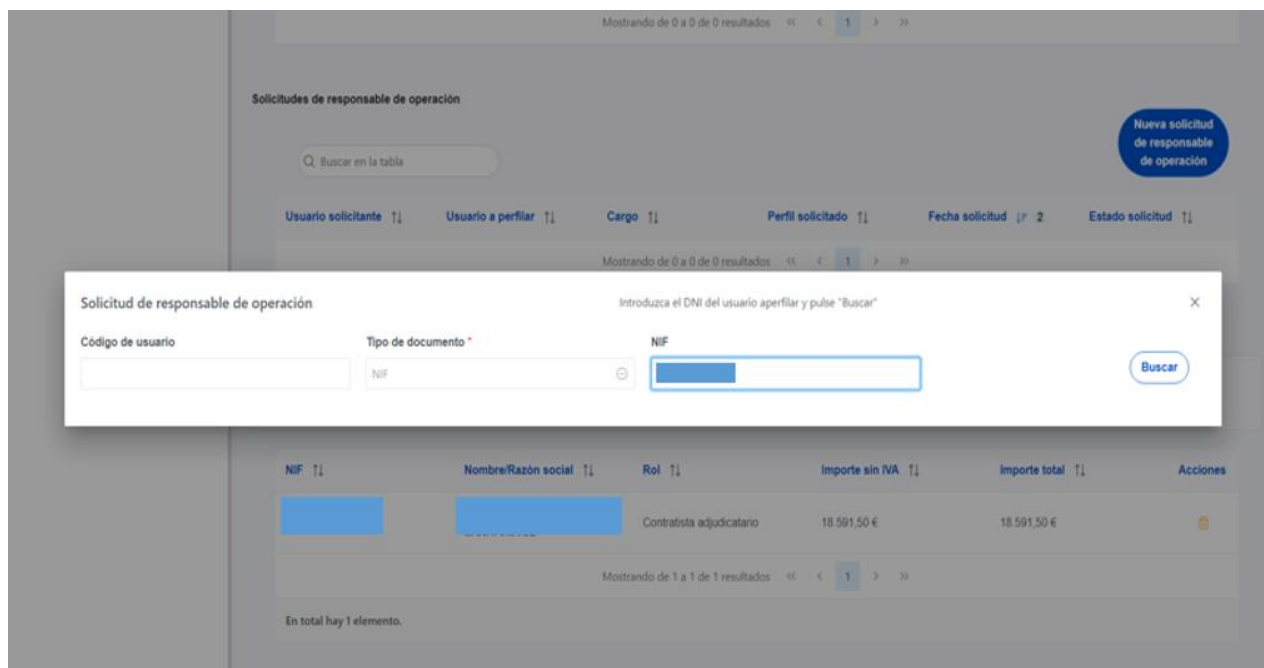 Mostrando de 0 a 0 de 0 resultados << < 1 > >>
Solicitudes de responsable de operación
Nueva solicitud
de responsable
de operación
Buscar en la tabla
Usuario solicitante ↑↓ Usuario a perfilar ↑↓ Cargo ↑↓ Perfil solicitado ↑↓ Fecha solicitud 2 Estado solicitud ↑↓
Mostrando de 0 a 0 de 0 resultados << < 1 > >>
Solicitud de responsable de operación Introduzca el DNI del usuario aperfilar y pulse "Buscar" ×
Código de usuario Tipo de documento * NIF
NIF Buscar
NIF ↑↓ Nombre/Razón social ↑↓ Rol ↑↓ Importe sin IVA ↑↓ Importe total ↑↓ Acciones
Contratista adjudicatario 18.591,50 € 18.591,50 €
Mostrando de 1 a 1 de 1 resultados << < 1 > >>
En total hay 1 elemento.